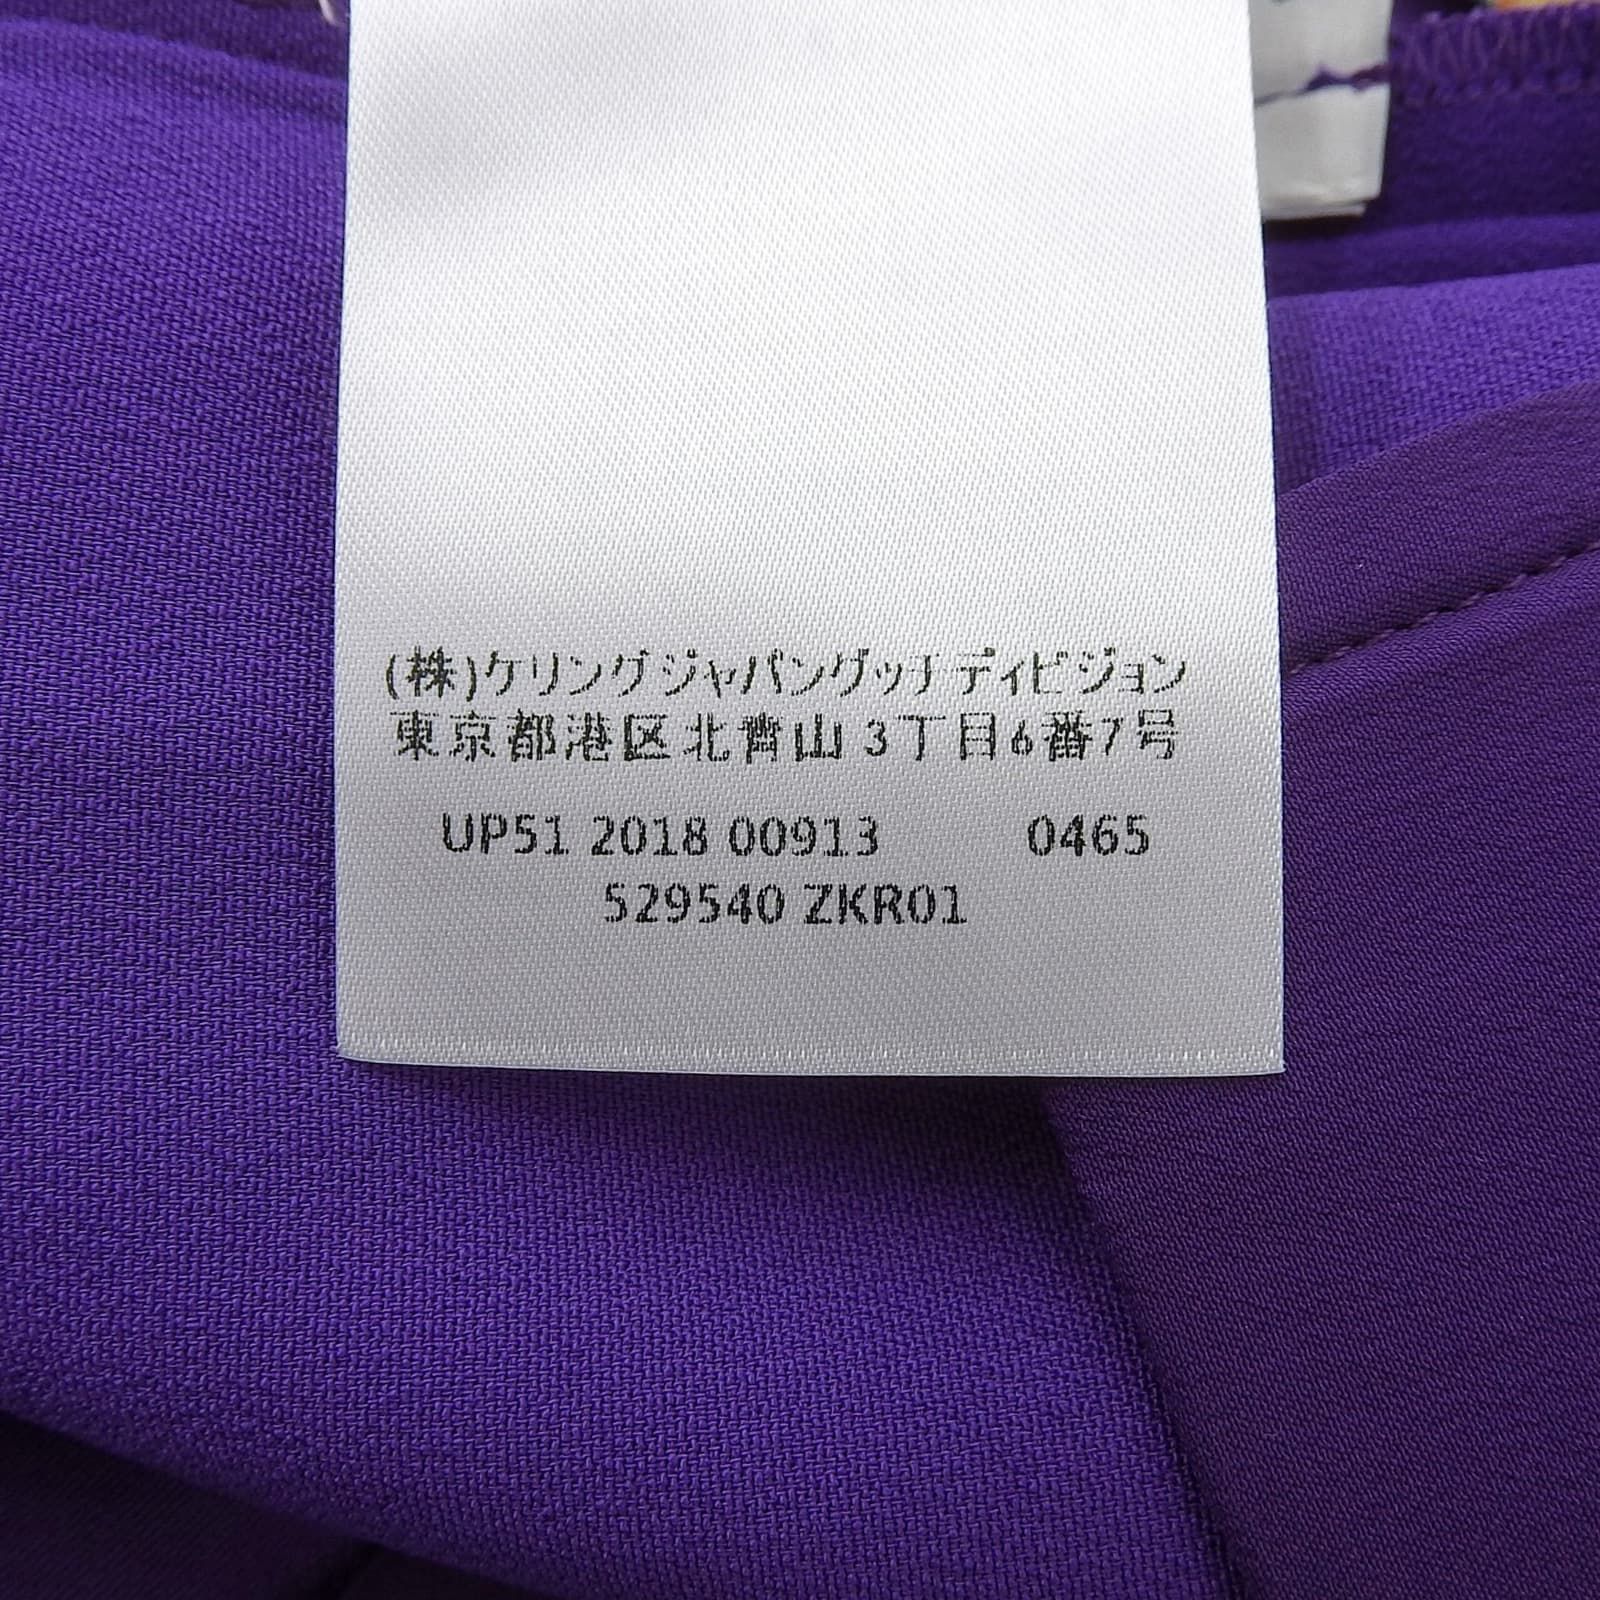 (株)ケリングジャパングッチ ディビジョン
東京都港区北青山 3丁目6番7号
UP51 2018 00913 0465
529540 ZKR01